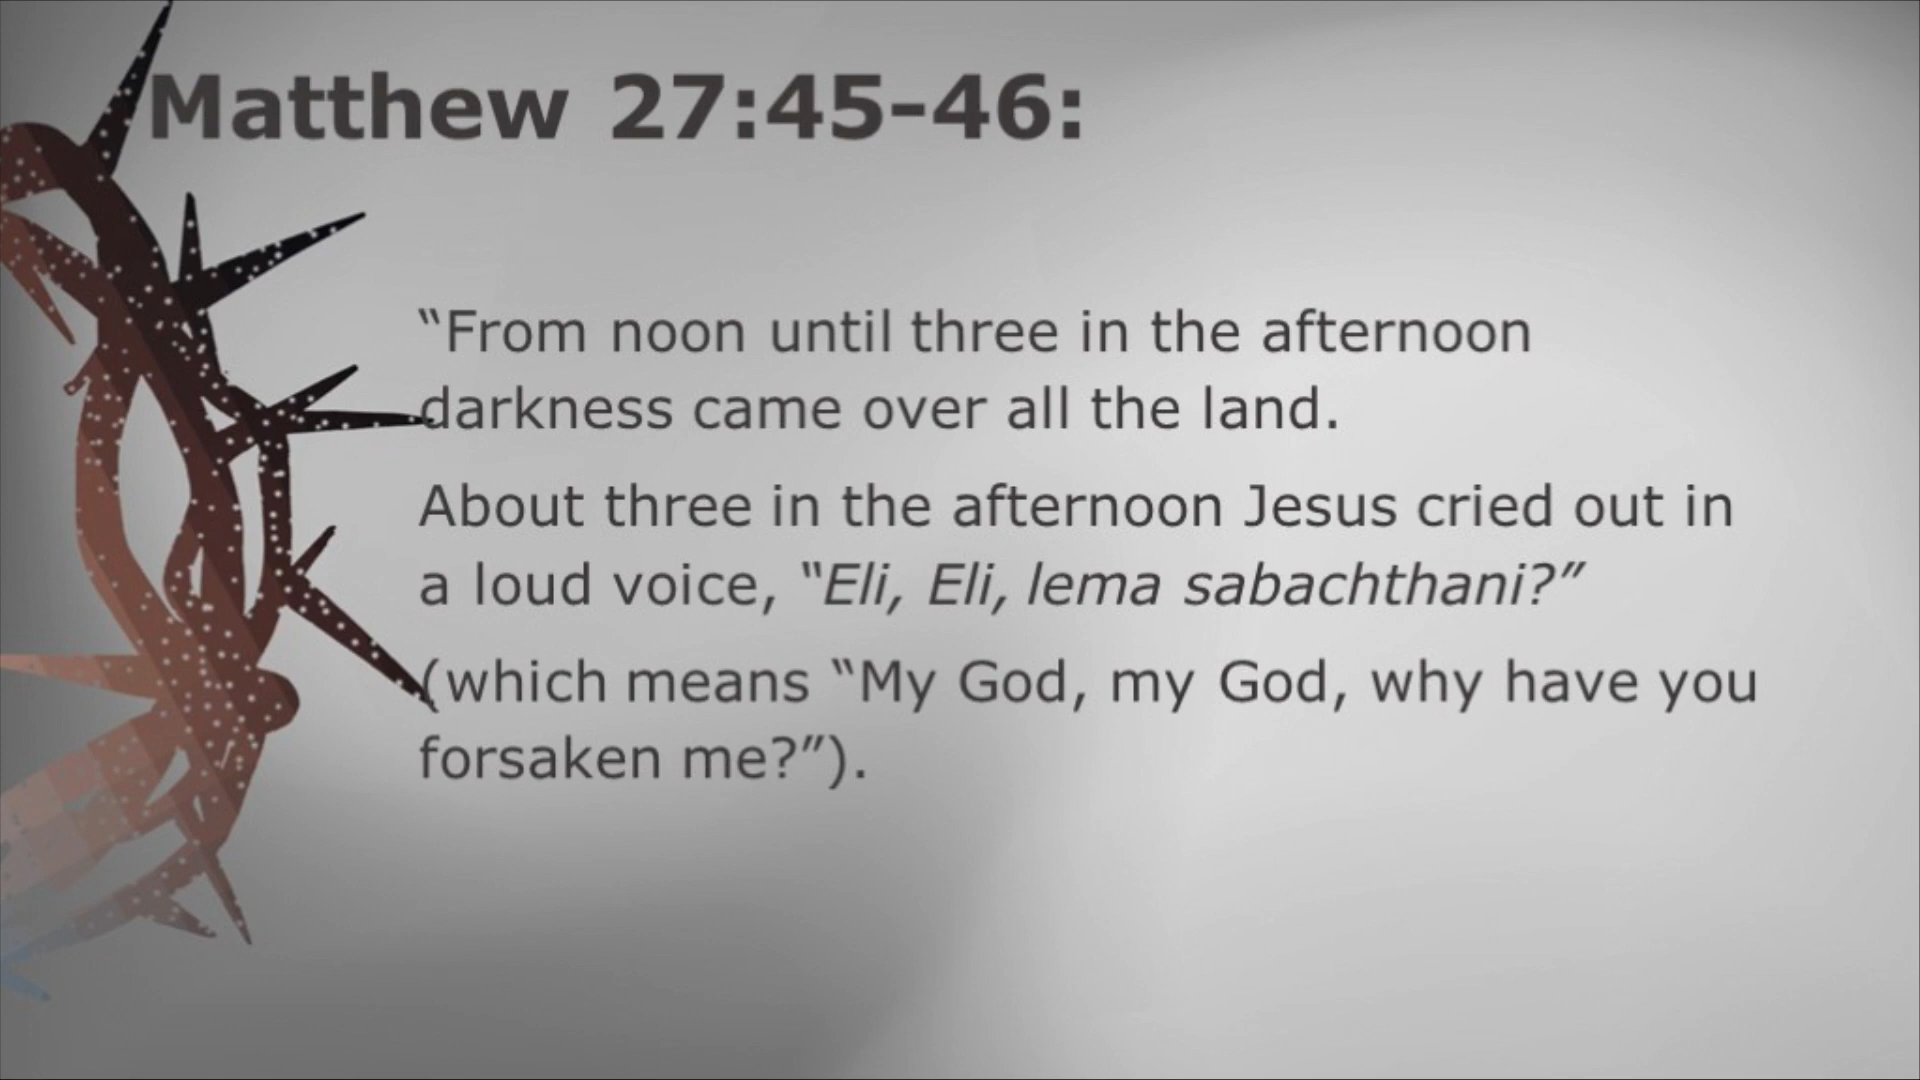 Matthew 27:45-46:
“From noon until three in the afternoon
darkness came over all the land.
About three in the afternoon Jesus cried out in
a loud voice, “Eli, Eli, lema sabachthani?”
(which means “My God, my God, why have you
forsaken me?”).